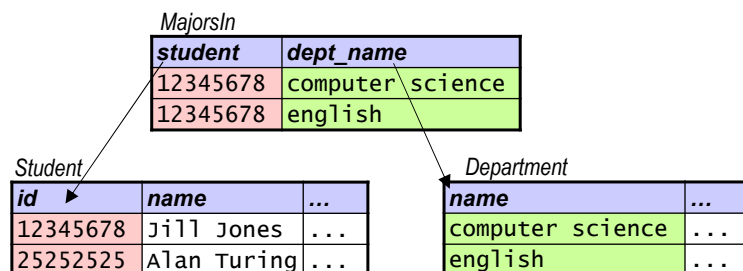 MajorsIn
student dept_name
12345678 computer science
12345678 english
Student
id name ...
12345678 Jill Jones ...
25252525 Alan Turing ...
Department
name ...
computer science ...
english ...